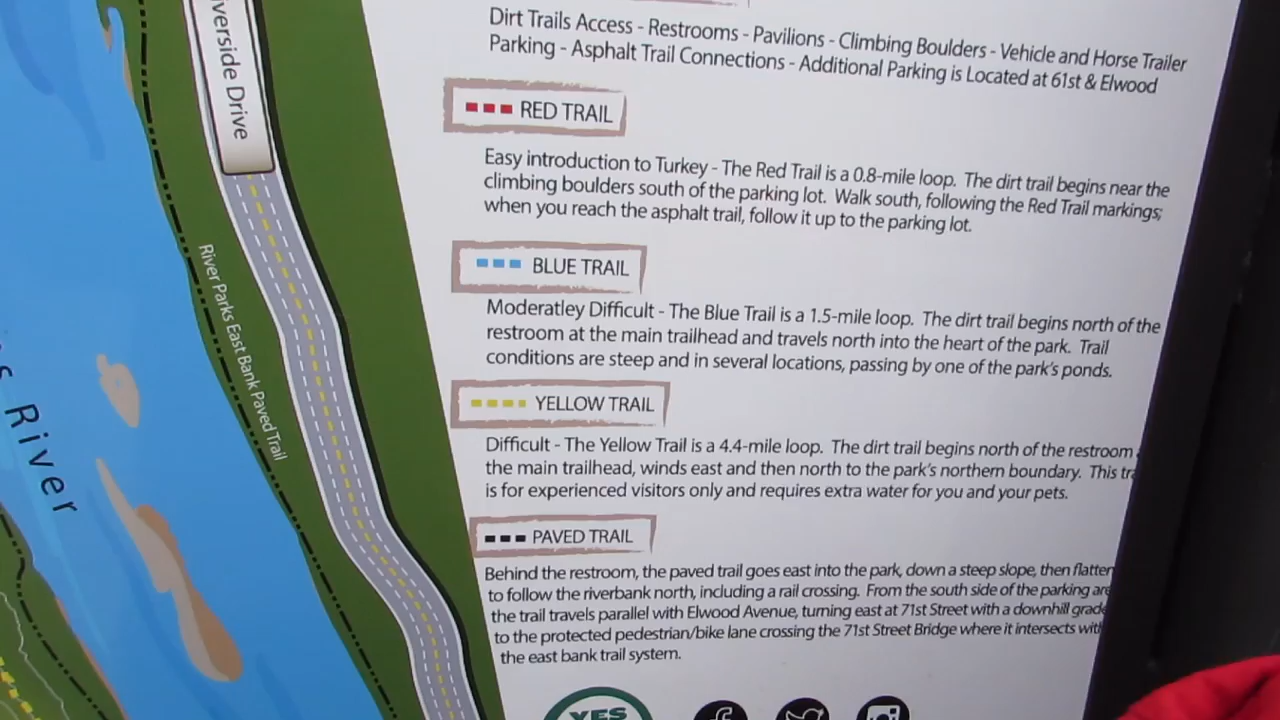 Dirt Trails Access - Restrooms - Pavilions - Climbing Boulders - Vehicle and Horse Trailer
Parking - Asphalt Trail Connections - Additional Parking is Located at 61st & Elwood
RED TRAIL
Easy introduction to Turkey - The Red Trail is a 0.8-mile loop. The dirt trail begins near the
climbing boulders south of the parking lot. Walk south, following the Red Trail markings;
when you reach the asphalt trail, follow it up to the parking lot.
BLUE TRAIL
Moderatley Difficult - The Blue Trail is a 1.5-mile loop. The dirt trail begins north of the
restroom at the main trailhead and travels north into the heart of the park. Trail
conditions are steep and in several locations, passing by one of the park's ponds.
YELLOW TRAIL
Difficult - The Yellow Trail is a 4.4-mile loop. The dirt trail begins north of the restroom
the main trailhead, winds east and then north to the park's northern boundary. This
is for experienced visitors only and requires extra water for you and your pets.
PAVED TRAIL
Behind the restroom, the paved trail goes east into the park, down a steep slope, then flatten
to follow the riverbank north, including a rail crossing. From the south side of the parking
the trail travels parallel with Elwood Avenue, turning east at 71st Street with a downhill grade
to the protected pedestrian/bike lane crossing the 71st Street Bridge where it intersects with
the east bank trail system.
YES
verside Drive
River Parks East Bank Paved Trail
s River